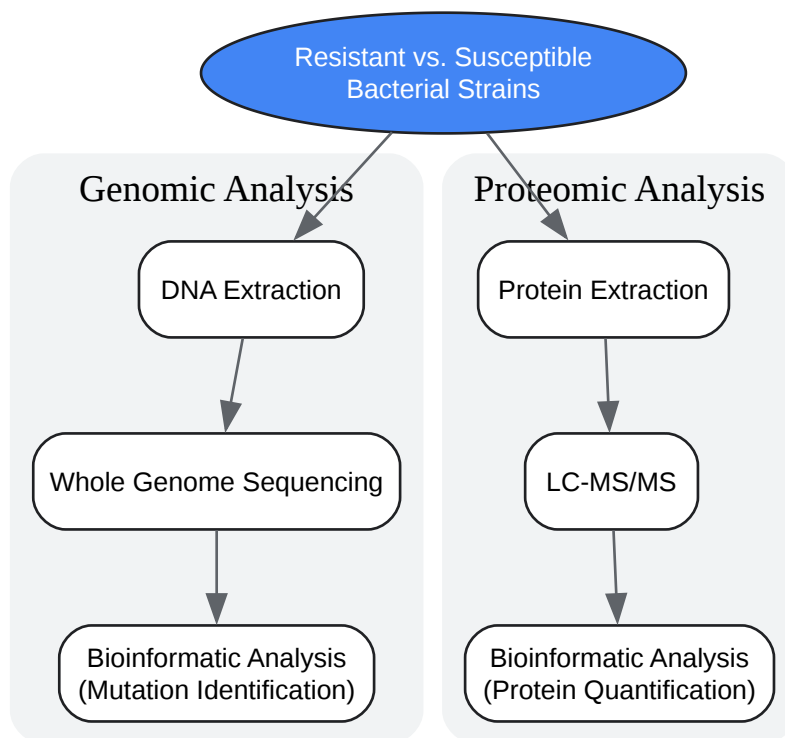 Resistant vs. Susceptible
Bacterial Strains
Genomic Analysis
DNA Extraction
Whole Genome Sequencing
Bioinformatic Analysis
(Mutation Identification)
Proteomic Analysis
Protein Extraction
LC-MS/MS
Bioinformatic Analysis
(Protein Quantification)